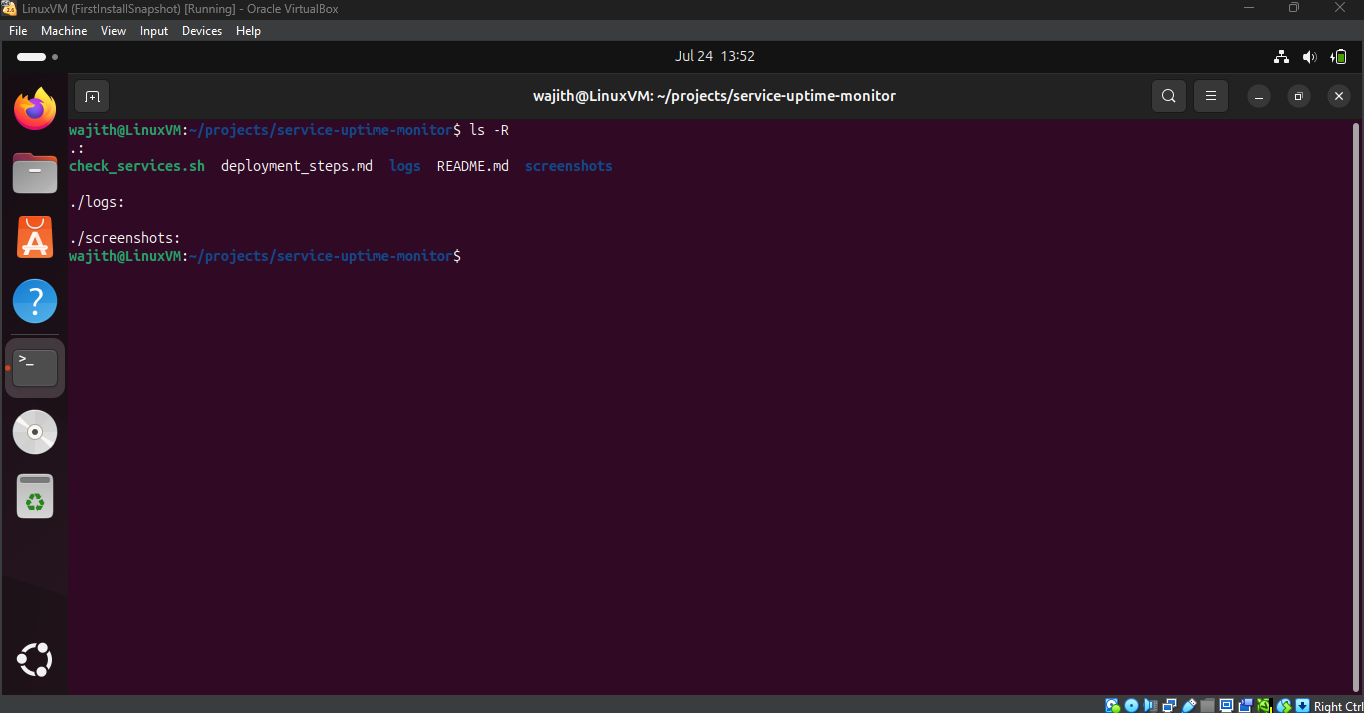 LinuxVM (FirstInstallSnapshot) [Running] - Oracle VirtualBox
File Machine View Input Devices Help
Jul 24 13:52
wajith@LinuxVM: ~/projects/service-uptime-monitor
wajith@LinuxVM:~/projects/service-uptime-monitor$ ls -R
.:
check_services.sh deployment_steps.md logs README.md screenshots
./logs:
./screenshots:
wajith@LinuxVM:~/projects/service-uptime-monitor$
Right Ctrl